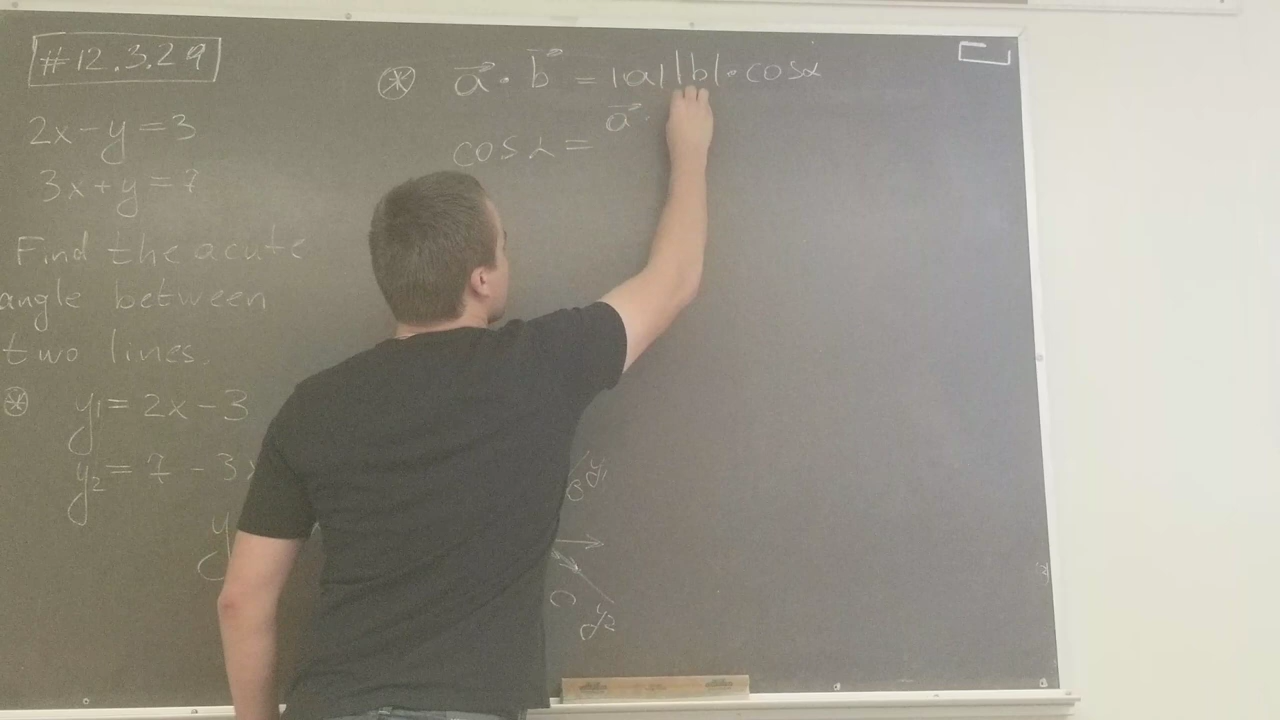 #12.3.29
2x-y=3
3x+y=7
Find the acute
angle between
two lines.
⊛ y1=2x-3
y2=7-3x
y
⊛ a⃗·b⃗=|a||b|·cosα
cosα= a⃗·
y1
y2